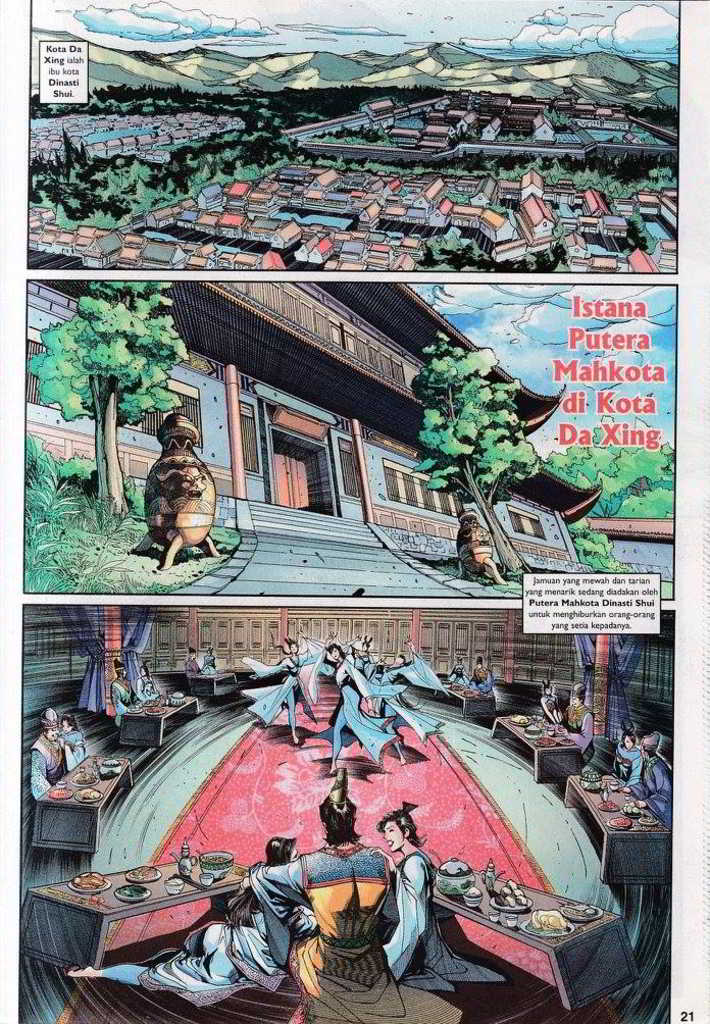 Kota Da
Xing ialah
ibu kota
Dinasti
Shui.
Istana
Putera
Mahkota
di Kota
Da Xing
Jamuan yang mewah dan tarian
yang menarik sedang diadakan oleh
Putera Mahkota Dinasti Shui
untuk menghiburkan orang-orang
yang setia kepadanya.
21